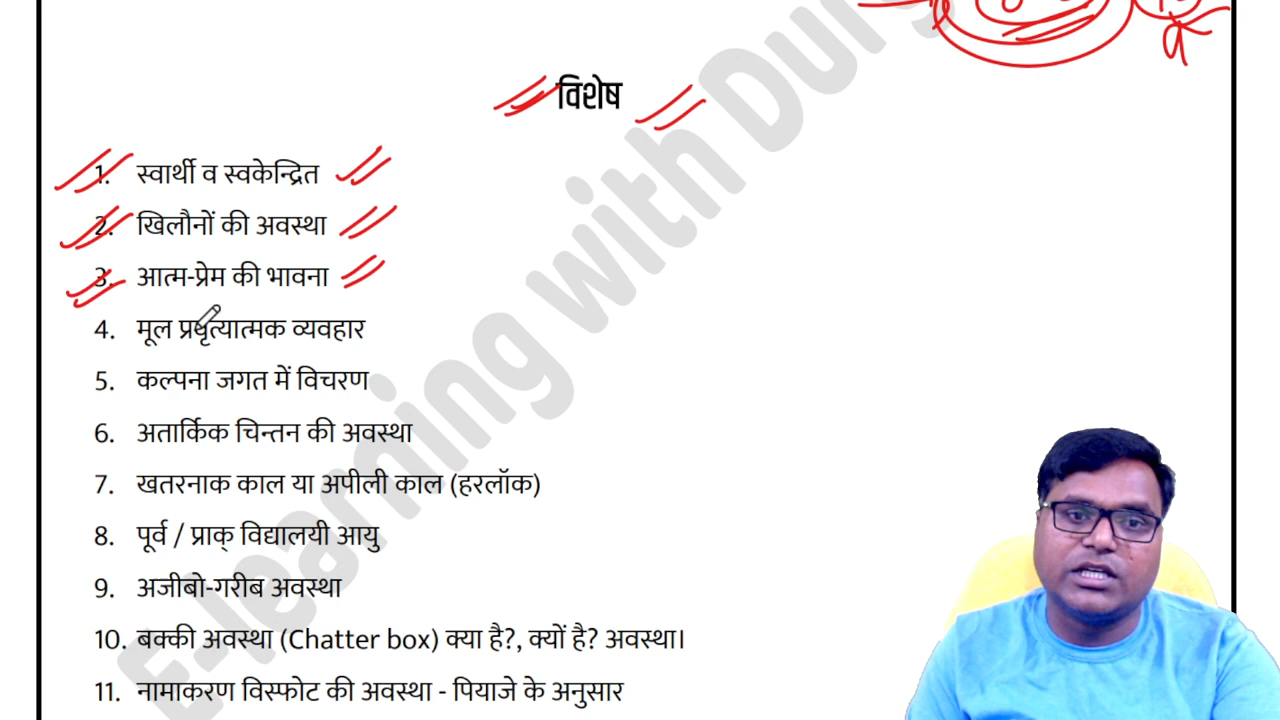 विशेष
1. स्वार्थी व स्वकेन्द्रित
2. खिलौनों की अवस्था
3. आत्म-प्रेम की भावना
4. मूल प्रवृत्यात्मक व्यवहार
5. कल्पना जगत में विचरण
6. अतार्किक चिन्तन की अवस्था
7. खतरनाक काल या अपीली काल (हरलॉक)
8. पूर्व / प्राक् विद्यालयी आयु
9. अजीबो-गरीब अवस्था
10. बक्की अवस्था (Chatter box) क्या है?, क्यों है? अवस्था।
11. नामाकरण विस्फोट की अवस्था - पियाजे के अनुसार
E-learning with